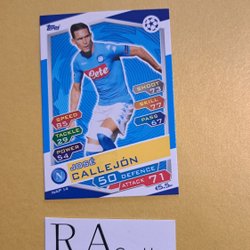 Topps
SHOOT
73
SKILL
77
PASS
67
SPEED
85
TACKLE
29
POWER
54
Lete
JOSÉ
CALLEJÓN
50 DEFENCE
ATTACK 71
NAP 14
RA